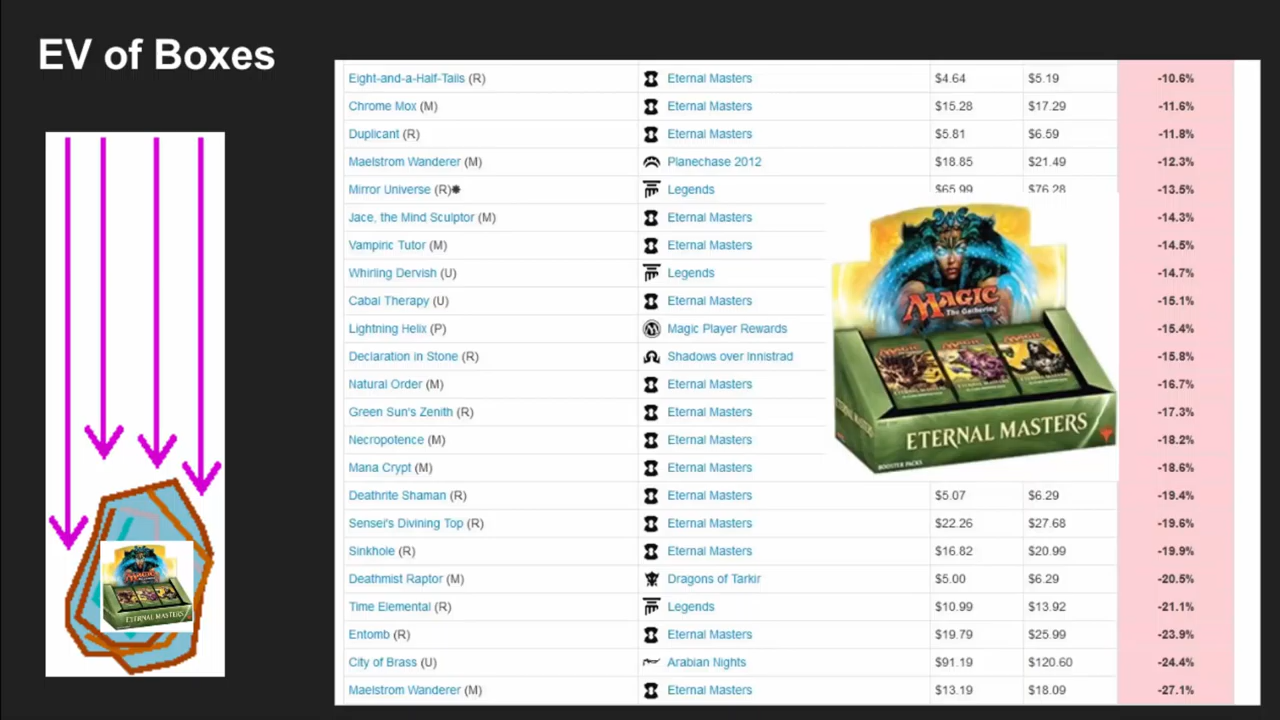 EV of Boxes
Eight-and-a-Half-Tails (R) Eternal Masters $4.64 $5.19 -10.6%
Chrome Mox (M) Eternal Masters $15.28 $17.29 -11.6%
Duplicant (R) Eternal Masters $5.81 $6.59 -11.8%
Maelstrom Wanderer (M) Planechase 2012 $18.85 $21.49 -12.3%
Mirror Universe (R)✹ Legends $65.99 $76.28 -13.5%
Jace, the Mind Sculptor (M) Eternal Masters -14.3%
Vampiric Tutor (M) Eternal Masters -14.5%
Whirling Dervish (U) Legends -14.7%
Cabal Therapy (U) Eternal Masters -15.1%
Lightning Helix (P) Magic Player Rewards -15.4%
Declaration in Stone (R) Shadows over Innistrad -15.8%
Natural Order (M) Eternal Masters -16.7%
Green Sun's Zenith (R) Eternal Masters -17.3%
Necropotence (M) Eternal Masters -18.2%
Mana Crypt (M) Eternal Masters -18.6%
Deathrite Shaman (R) Eternal Masters $5.07 $6.29 -19.4%
Sensei's Divining Top (R) Eternal Masters $22.26 $27.68 -19.6%
Sinkhole (R) Eternal Masters $16.82 $20.99 -19.9%
Deathmist Raptor (M) Dragons of Tarkir $5.00 $6.29 -20.5%
Time Elemental (R) Legends $10.99 $13.92 -21.1%
Entomb (R) Eternal Masters $19.79 $25.99 -23.9%
City of Brass (U) Arabian Nights $91.19 $120.60 -24.4%
Maelstrom Wanderer (M) Eternal Masters $13.19 $18.09 -27.1%
MAGIC
The Gathering
ETERNAL MASTERS
BOOSTER PACKS
MAGIC
ETERNAL MASTERS